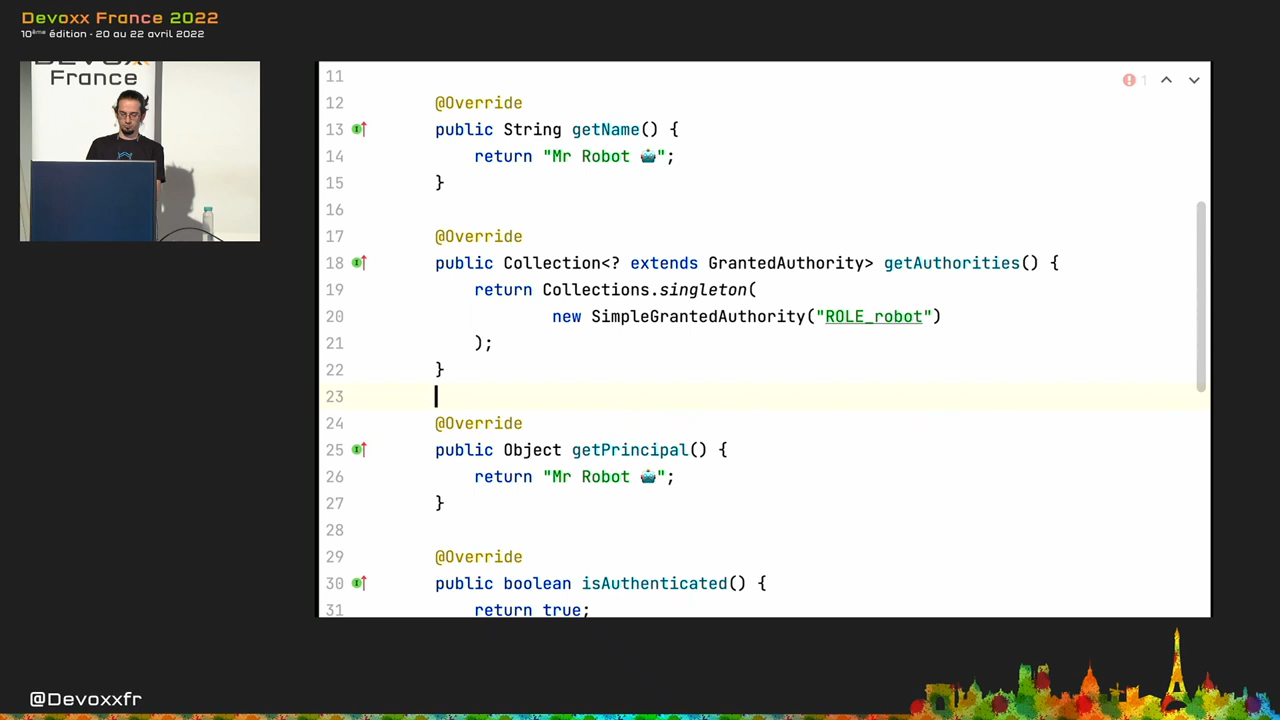 Devoxx France 2022
10ème édition - 20 au 22 avril 2022
DEVOXX
France
1
11
12 @Override
13 public String getName() {
14 return "Mr Robot 🤖";
15 }
16
17 @Override
18 public Collection<? extends GrantedAuthority> getAuthorities() {
19 return Collections.singleton(
20 new SimpleGrantedAuthority("ROLE_robot")
21 );
22 }
23
24 @Override
25 public Object getPrincipal() {
26 return "Mr Robot 🤖";
27 }
28
29 @Override
30 public boolean isAuthenticated() {
31 return true;
@Devoxxfr